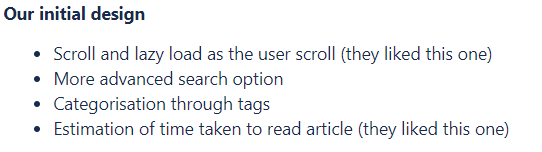 Our initial design
• Scroll and lazy load as the user scroll (they liked this one)
• More advanced search option
• Categorisation through tags
• Estimation of time taken to read article (they liked this one)